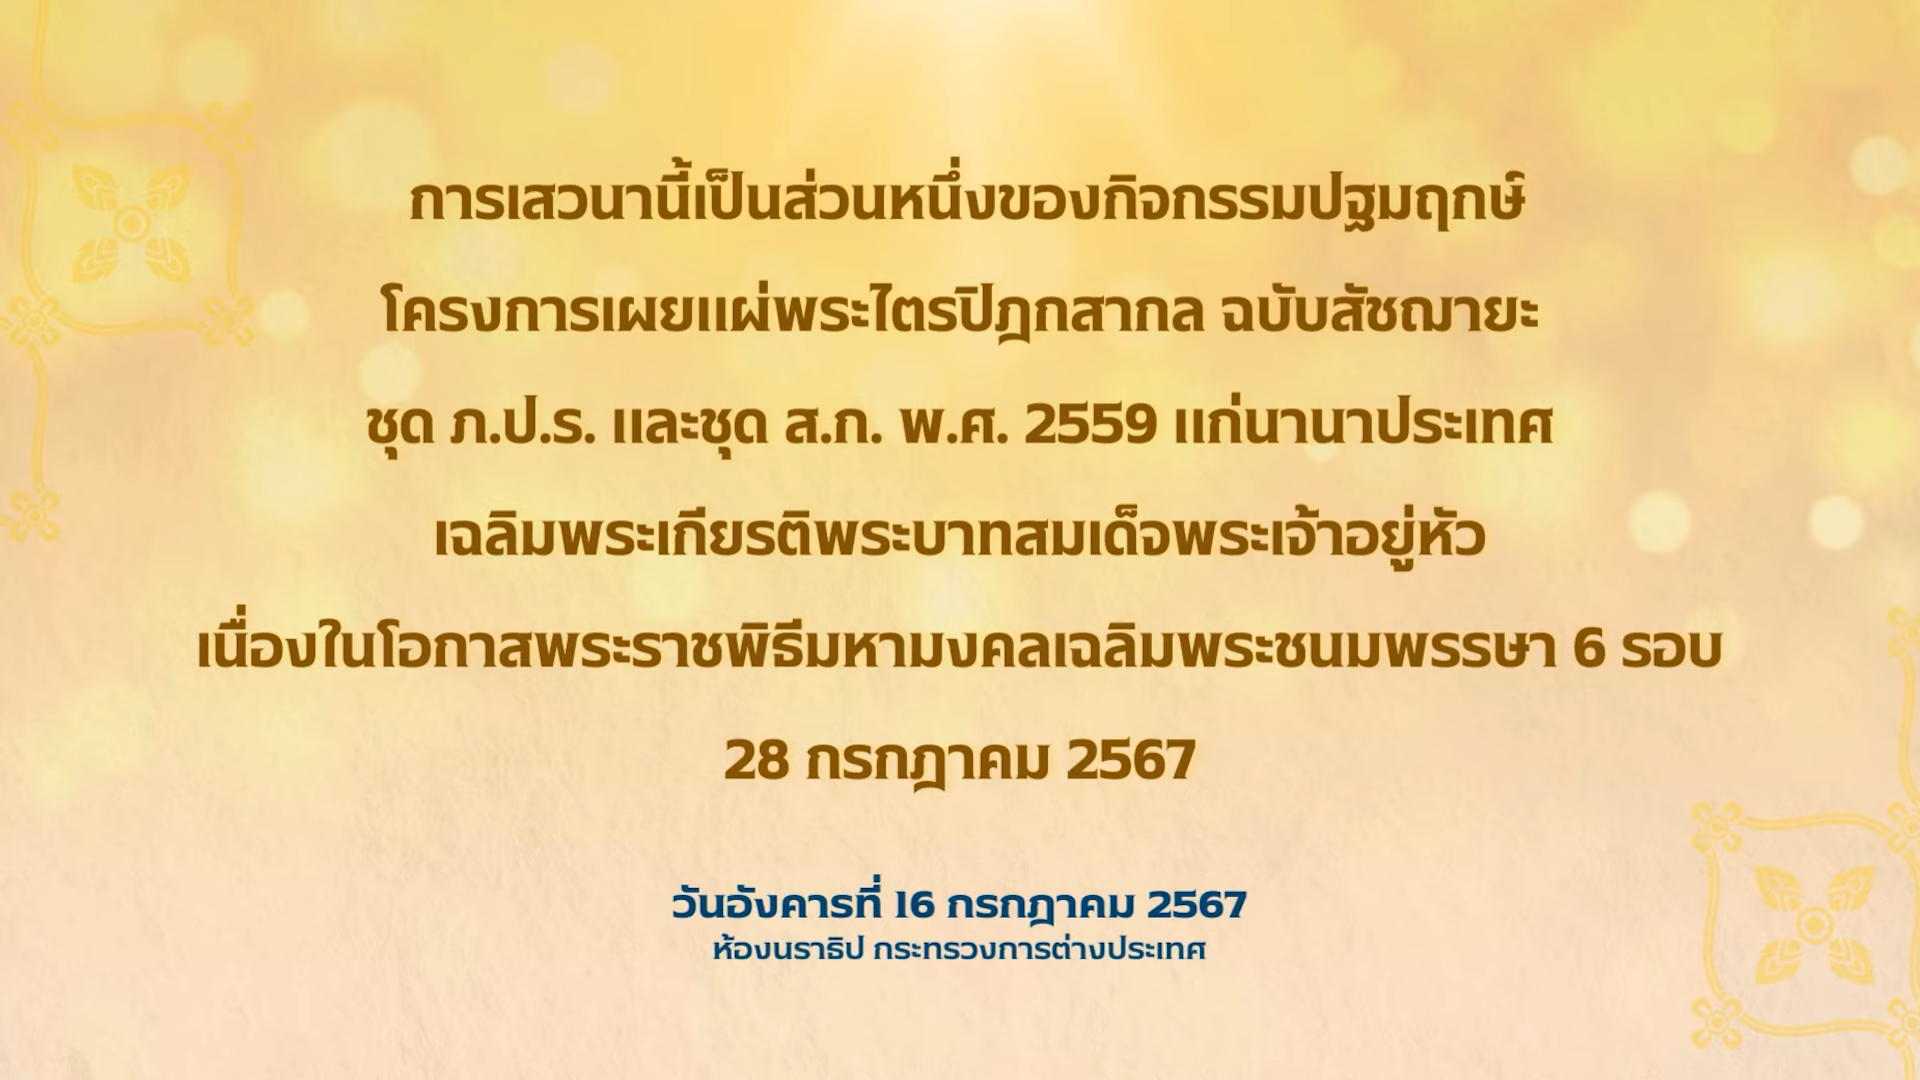 การเสวนานี้เป็นส่วนหนึ่งของกิจกรรมปฐมฤกษ์
โครงการเผยแผ่พระไตรปิฎกสากล ฉบับสัชฌายะ
ชุด ภ.ป.ร. และชุด ส.ก. พ.ศ. 2559 แก่นานาประเทศ
เฉลิมพระเกียรติพระบาทสมเด็จพระเจ้าอยู่หัว
เนื่องในโอกาสพระราชพิธีมหามงคลเฉลิมพระชนมพรรษา 6 รอบ
28 กรกฎาคม 2567
วันอังคารที่ 16 กรกฎาคม 2567
ห้องนราธิป กระทรวงการต่างประเทศ